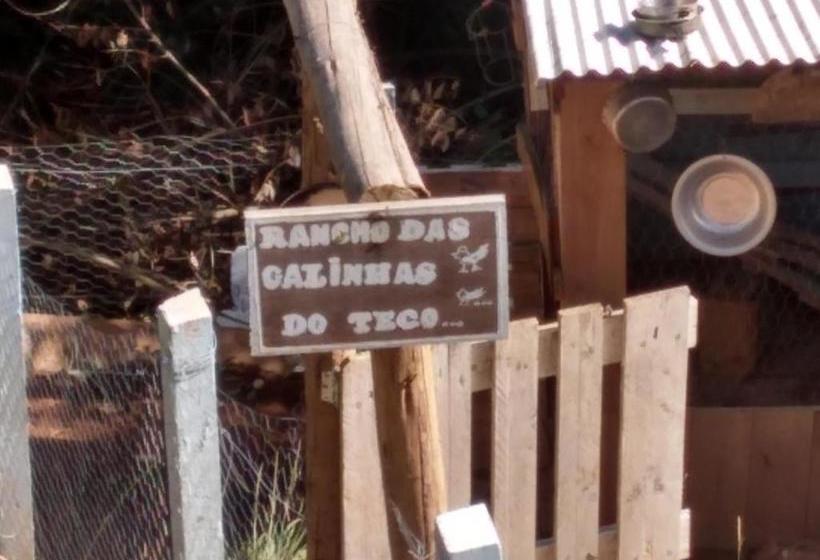 RANCHO DAS
GALINHAS
DO TECO...